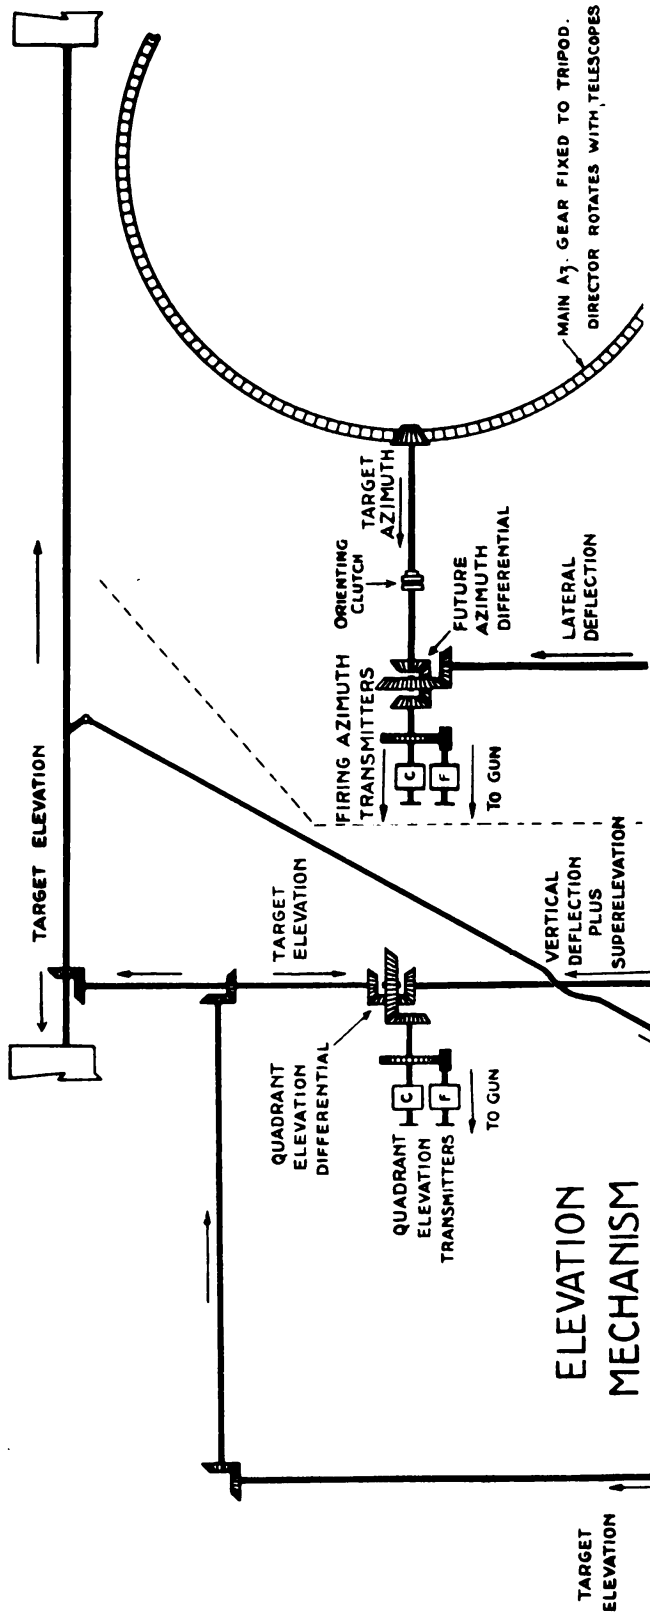 TARGET ELEVATION
MAIN Az. GEAR FIXED TO TRIPOD.
DIRECTOR ROTATES WITH TELESCOPES
TARGET
AZIMUTH
ORIENTING
CLUTCH
FUTURE
AZIMUTH
DIFFERENTIAL
LATERAL
DEFLECTION
FIRING AZIMUTH
TRANSMITTERS
C
F
TO GUN
TARGET
ELEVATION
VERTICAL
DEFLECTION
PLUS
SUPERELEVATION
QUADRANT
ELEVATION
DIFFERENTIAL
C
F
TO GUN
QUADRANT
ELEVATION
TRANSMITTERS
ELEVATION
MECHANISM
TARGET
ELEVATION